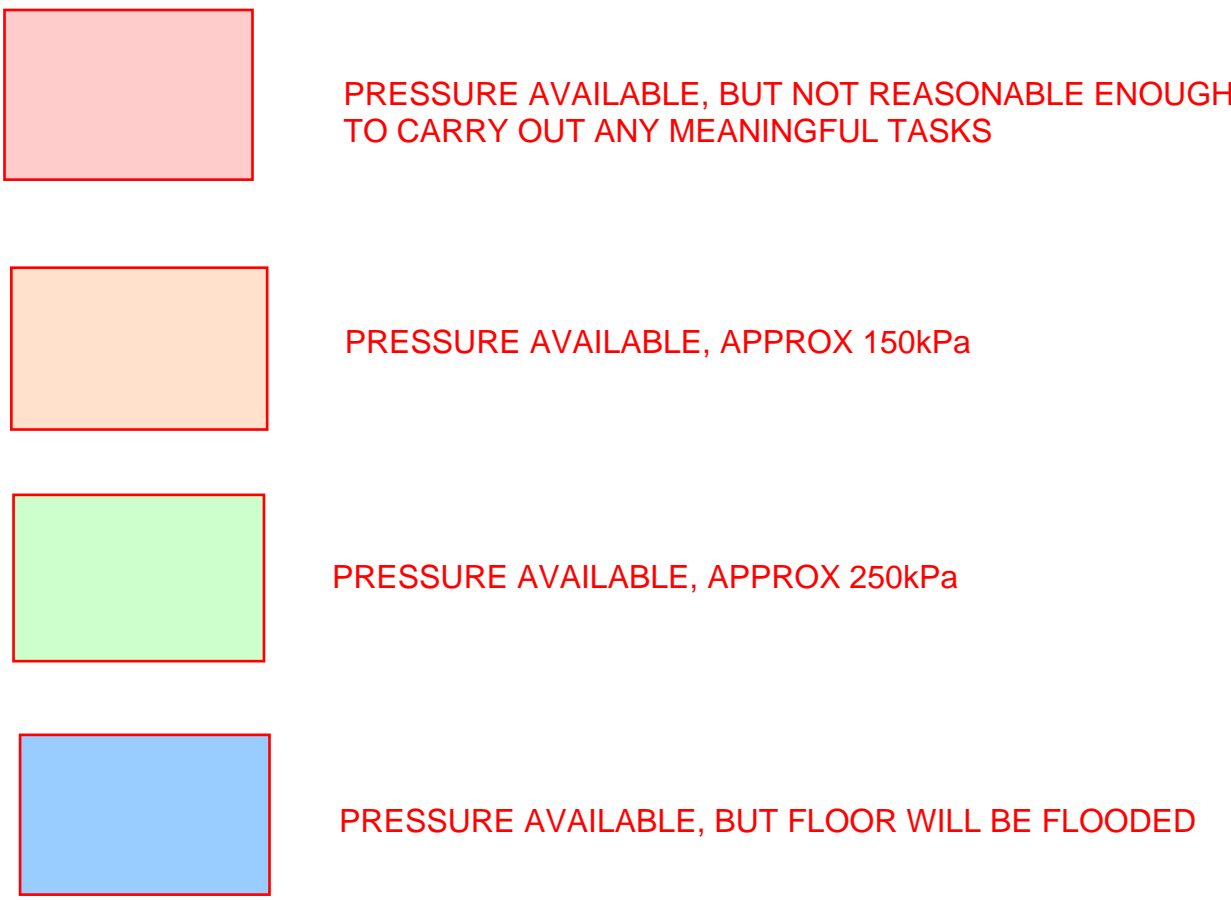 PRESSURE AVAILABLE, BUT NOT REASONABLE ENOUGH
TO CARRY OUT ANY MEANINGFUL TASKS
PRESSURE AVAILABLE, APPROX 150kPa
PRESSURE AVAILABLE, APPROX 250kPa
PRESSURE AVAILABLE, BUT FLOOR WILL BE FLOODED